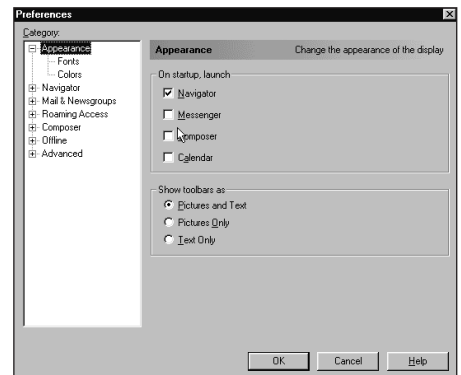 Preferences
Category:
Appearance
Fonts
Colors
Navigator
Mail & Newsgroups
Roaming Access
Composer
Offline
Advanced
Appearance Change the appearance of the display
On startup, launch
Navigator
Messenger
Composer
Calendar
Show toolbars as
Pictures and Text
Pictures Only
Text Only
OK Cancel Help